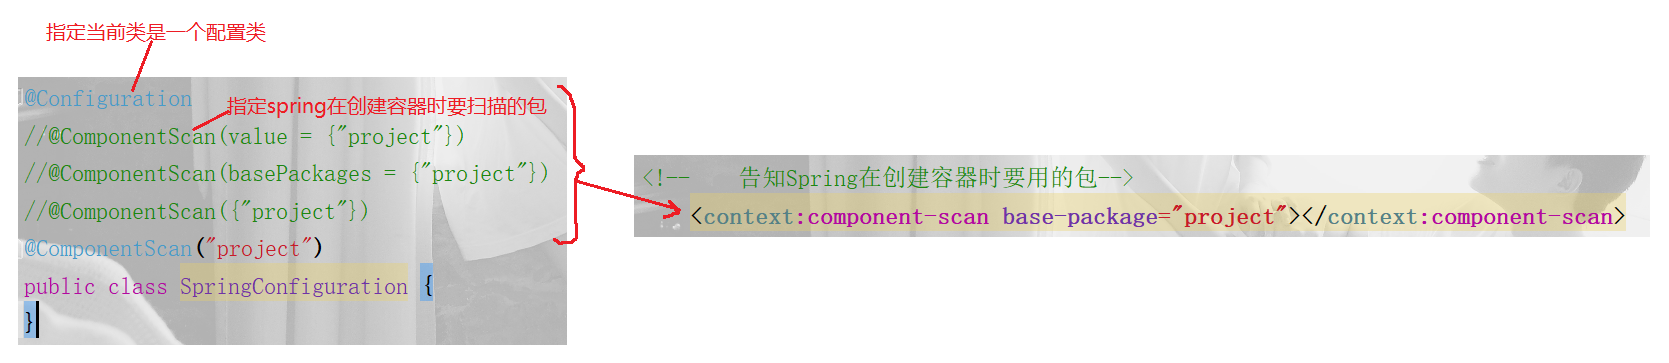 指定当前类是一个配置类
@Configuration
指定spring在创建容器时要扫描的包
//@ComponentScan(value = {"project"})
//@ComponentScan(basePackages = {"project"})
//@ComponentScan({"project"})
@ComponentScan("project")
public class SpringConfiguration {
}
<!-- 告知Spring在创建容器时要用的包-->
<context:component-scan base-package="project"></context:component-scan>